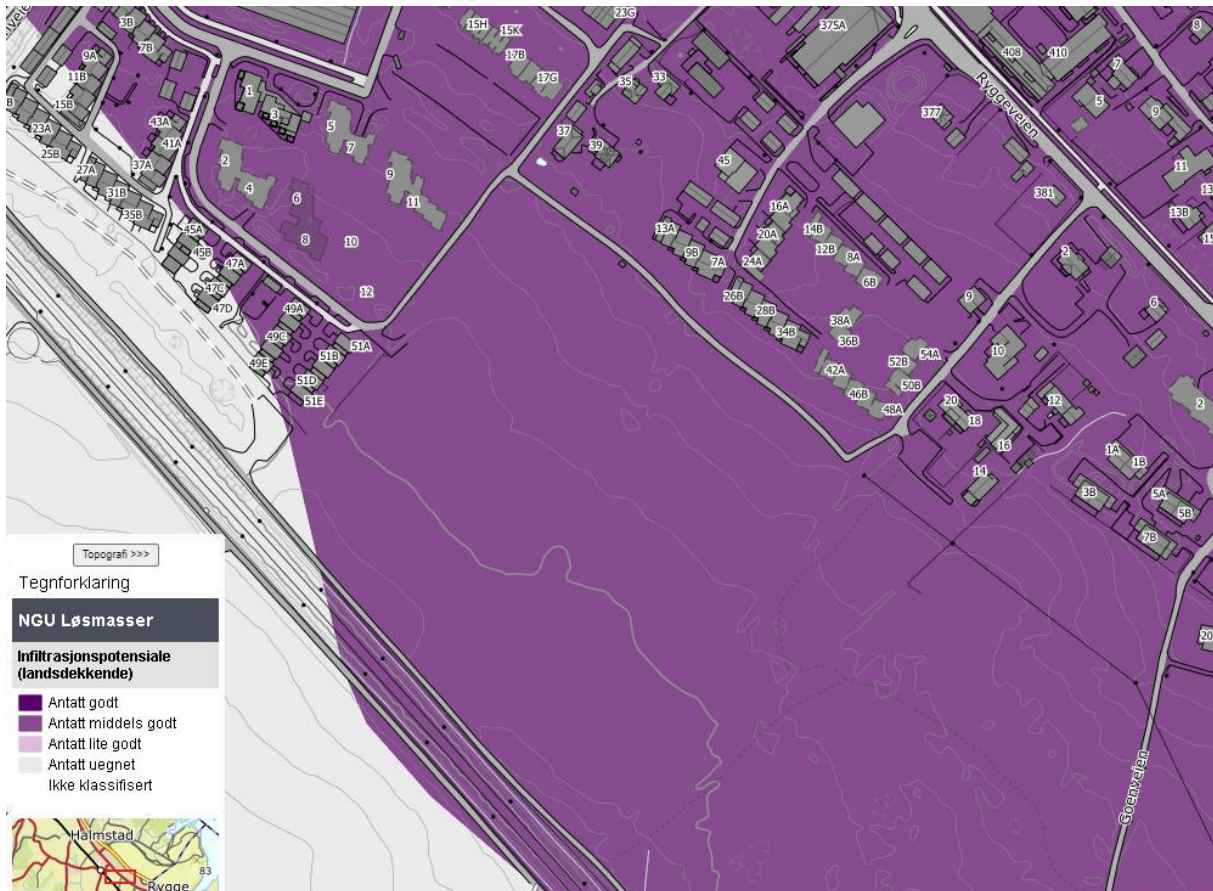 3B
7B
9A
11B
15B
23A
25B
27A
31B
35B
37A
41A
43A
45A
45B
47A
47C
47D
49A
49C
49E
51A
51B
51D
51E
1
3
5
7
2
4
6
8
9
11
10
12
15H
15K
17B
17G
23G
35
33
37
39
45
375A
408
410
7
5
8
9
11
13B
Ryggeveien
377
381
13A
9B
7A
16A
20A
24A
14B
12B
8A
6B
26B
28B
34B
38A
36B
42A
46B
48A
52B
54A
50B
9
2
6
10
12
20
18
16
14
1A
1B
3B
5A
5B
7B
2
Goenveien
Topografi >>>
Tegnforklaring
NGU Løsmasser
Infiltrasjonspotensiale
(landsdekkende)
Antatt godt
Antatt middels godt
Antatt lite godt
Antatt uegnet
Ikke klassifisert
Halmstad
83
Rygge